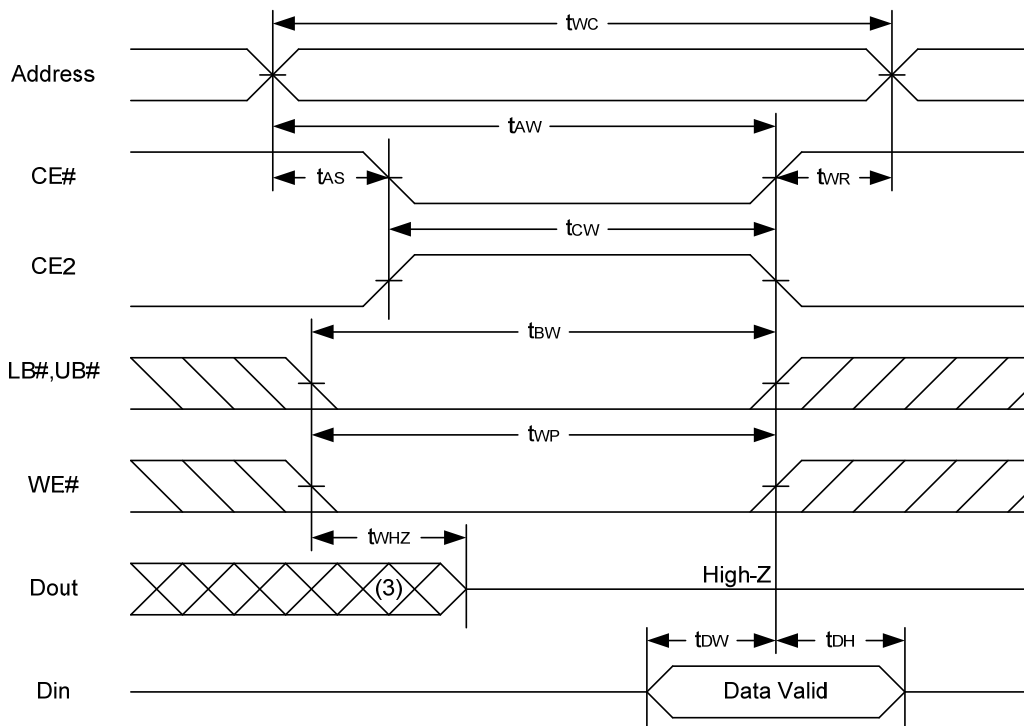 tWC
Address
tAW
CE#
tAS
tWR
tCW
CE2
tBW
LB#,UB#
tWP
WE#
tWHZ
Dout
(3)
High-Z
tDW
tDH
Din
Data Valid